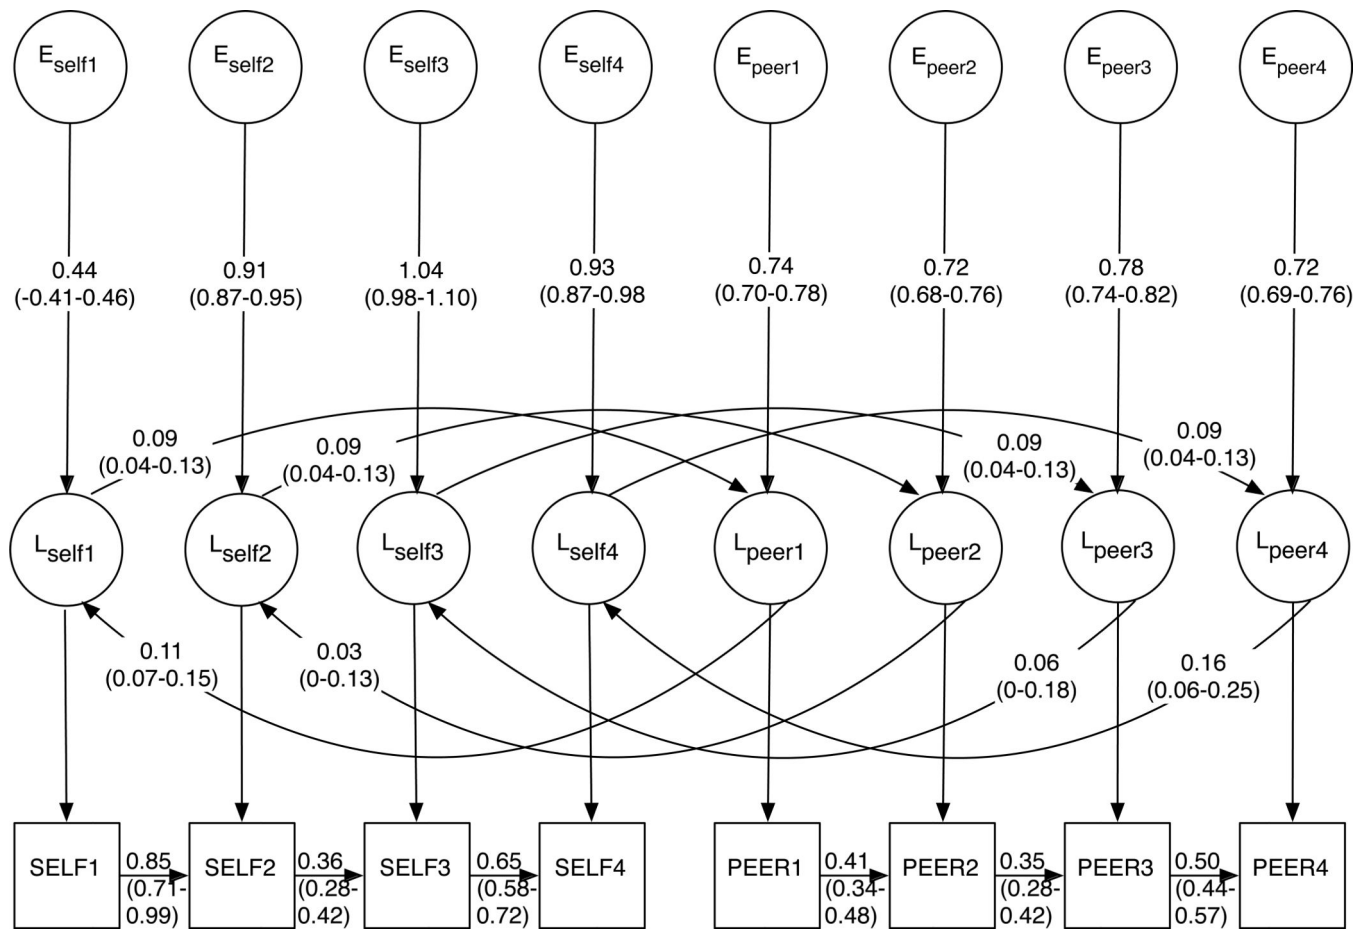 Eself1 Eself2 Eself3 Eself4 Epeer1 Epeer2 Epeer3 Epeer4
0.44 0.91 1.04 0.93 0.74 0.72 0.78 0.72
(-0.41-0.46) (0.87-0.95) (0.98-1.10) (0.87-0.98 (0.70-0.78) (0.68-0.76) (0.74-0.82) (0.69-0.76)
0.09 0.09 0.09 0.09
(0.04-0.13) (0.04-0.13) (0.04-0.13) (0.04-0.13)
Lself1 Lself2 Lself3 Lself4 Lpeer1 Lpeer2 Lpeer3 Lpeer4
0.11 0.03 0.06 0.16
(0.07-0.15) (0-0.13) (0-0.18) (0.06-0.25)
SELF1 0.85 SELF2 0.36 SELF3 0.65 SELF4 PEER1 0.41 PEER2 0.35 PEER3 0.50 PEER4
(0.71- (0.28- (0.58- (0.34- (0.28- (0.44-
0.99) 0.42) 0.72) 0.48) 0.42) 0.57)